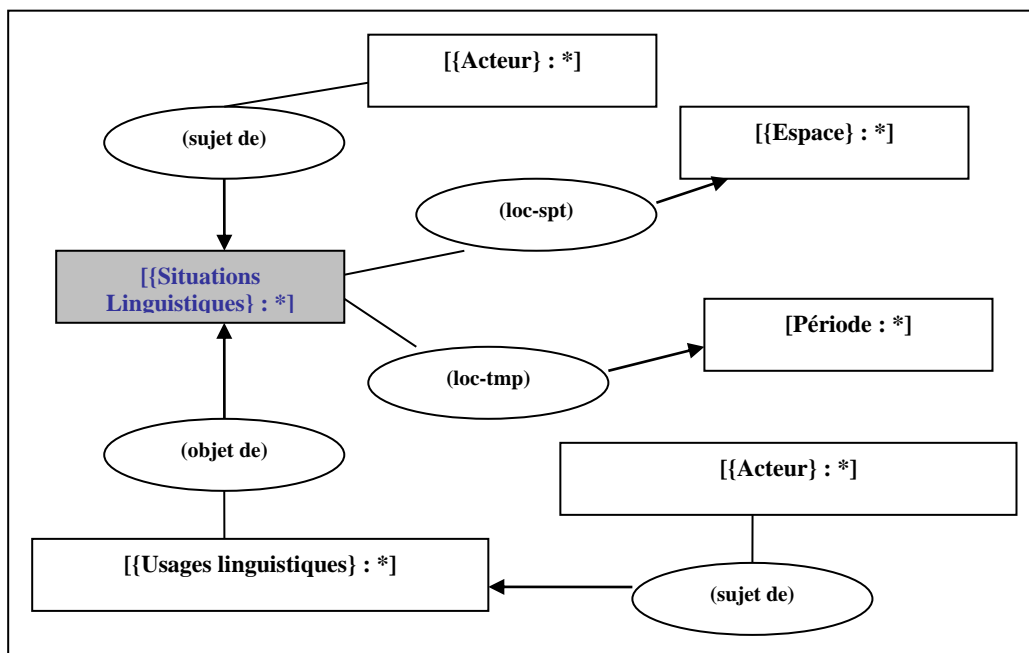 [{Acteur} : *]
(sujet de)
[{Espace} : *]
(loc-spt)
[{Situations
Linguistiques} : *]
[Période : *]
(loc-tmp)
(objet de)
[{Acteur} : *]
[{Usages linguistiques} : *]
(sujet de)